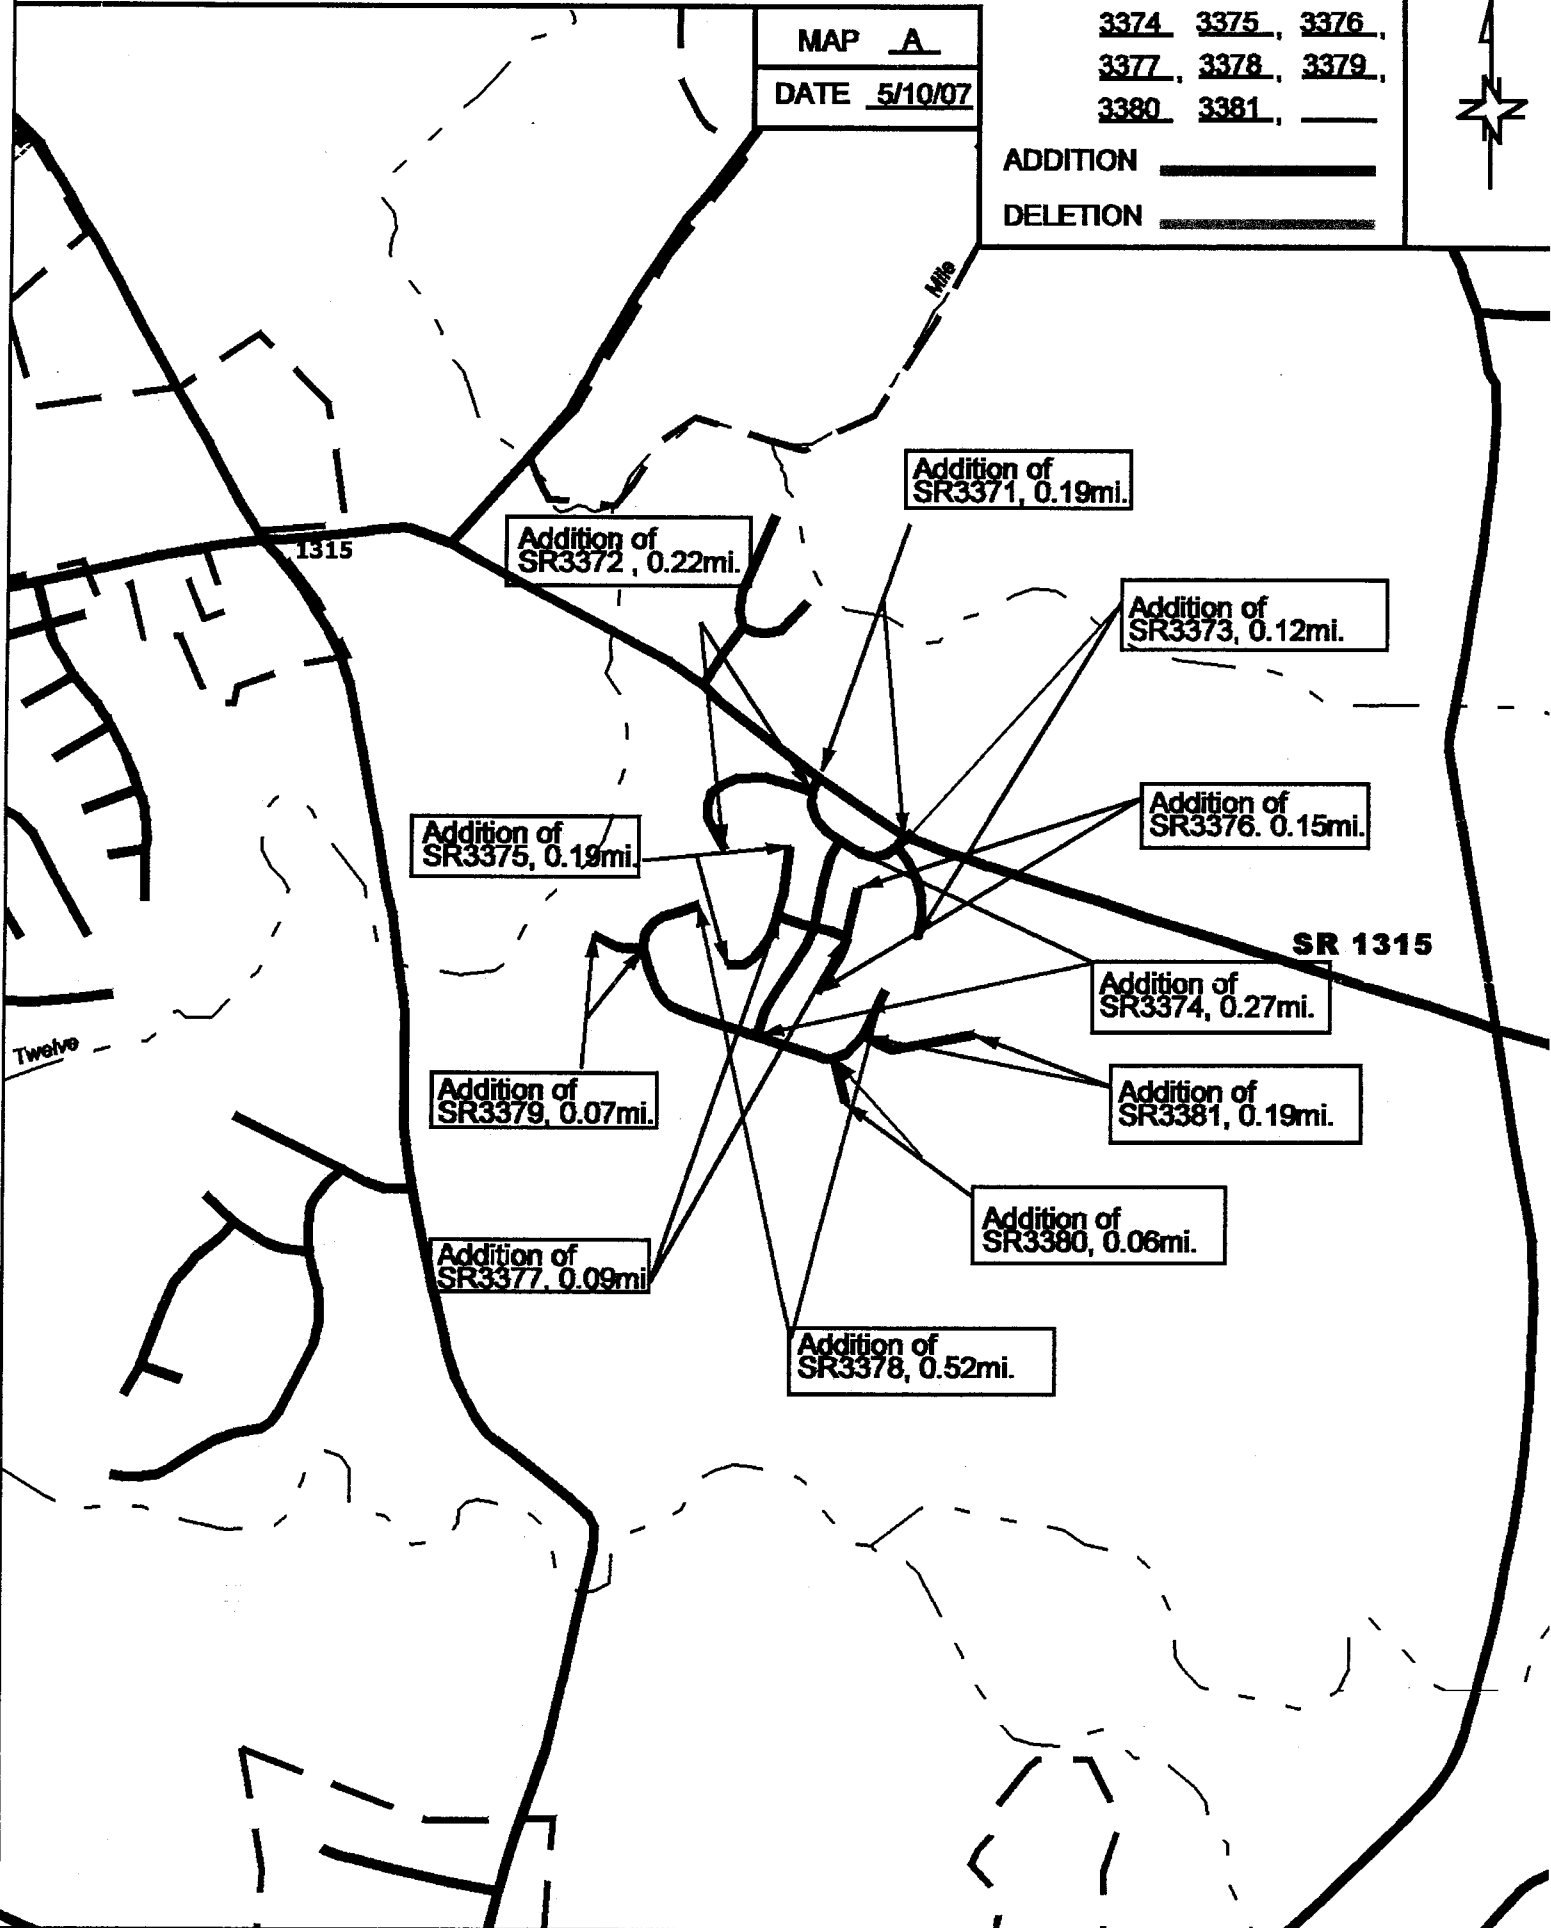 MAP A
DATE 5/10/07
3374 3375, 3376,
3377, 3378, 3379,
3380 3381,
ADDITION
DELETION
Mile
Addition of
SR3371, 0.19mi.
1315
Addition of
SR3372 , 0.22mi.
Addition of
SR3373, 0.12mi.
Addition of
SR3376. 0.15mi.
Addition of
SR3375, 0.19mi.
SR 1315
Addition of
SR3374, 0.27mi.
Twelve
Addition of
SR3379, 0.07mi.
Addition of
SR3381, 0.19mi.
Addition of
SR3380, 0.06mi.
Addition of
SR3377, 0.09mi
Addition of
SR3378, 0.52mi.